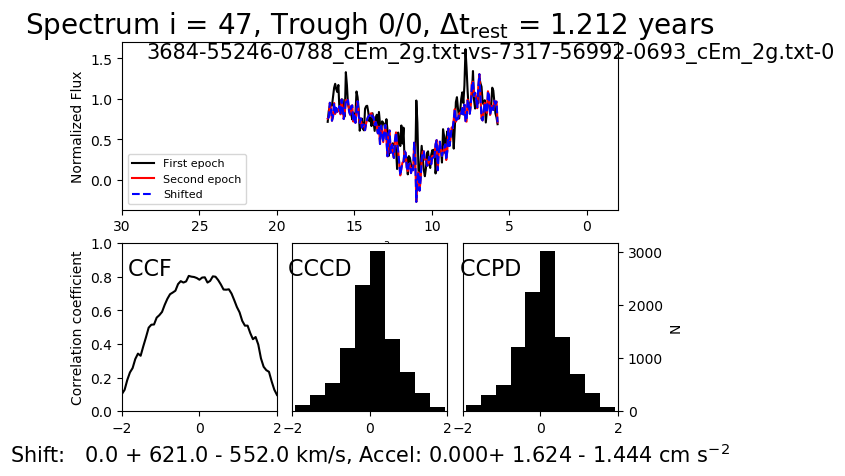 Spectrum i = 47, Trough 0/0, Δt_rest = 1.212 years
3684-55246-0788_cEm_2g.txt-vs-7317-56992-0693_cEm_2g.txt-0
Normalized Flux
1.5
1.0
0.5
0.0
First epoch
Second epoch
Shifted
30 25 20 15 10 5 0
Correlation coefficient
1.0
0.8
0.6
0.4
0.2
0.0
CCF
−2 0 2
CCCD
−2 0 2
CCPD
−2 0 2
3000
2000
1000
0
N
Shift: 0.0 + 621.0 - 552.0 km/s, Accel: 0.000+ 1.624 - 1.444 cm s⁻²